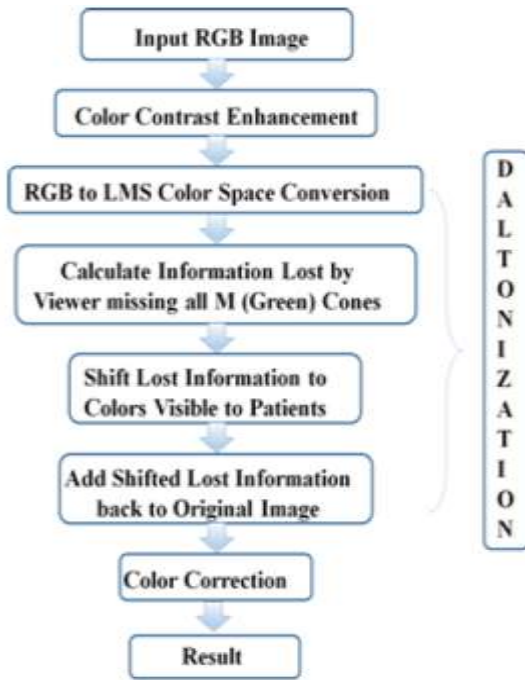 Input RGB Image
Color Contrast Enhancement
RGB to LMS Color Space Conversion
Calculate Information Lost by
Viewer missing all M (Green) Cones
Shift Lost Information to
Colors Visible to Patients
Add Shifted Lost Information
back to Original Image
Color Correction
Result
DALTONIZATION